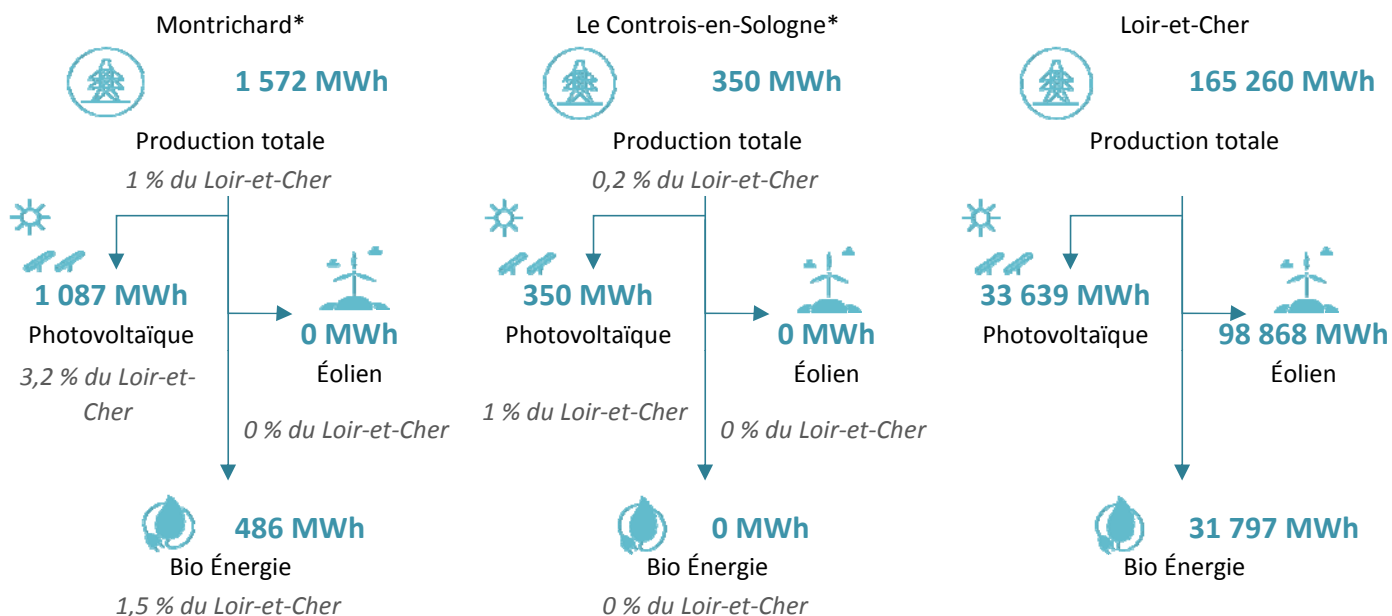 Montrichard*
1 572 MWh
Production totale
1 % du Loir-et-Cher
1 087 MWh
Photovoltaïque
3,2 % du Loir-et-
Cher
0 MWh
Éolien
0 % du Loir-et-Cher
486 MWh
Bio Énergie
1,5 % du Loir-et-Cher
Le Controis-en-Sologne*
350 MWh
Production totale
0,2 % du Loir-et-Cher
350 MWh
Photovoltaïque
1 % du Loir-et-Cher
0 MWh
Éolien
0 % du Loir-et-Cher
0 MWh
Bio Énergie
0 % du Loir-et-Cher
Loir-et-Cher
165 260 MWh
Production totale
33 639 MWh
Photovoltaïque
98 868 MWh
Éolien
31 797 MWh
Bio Énergie